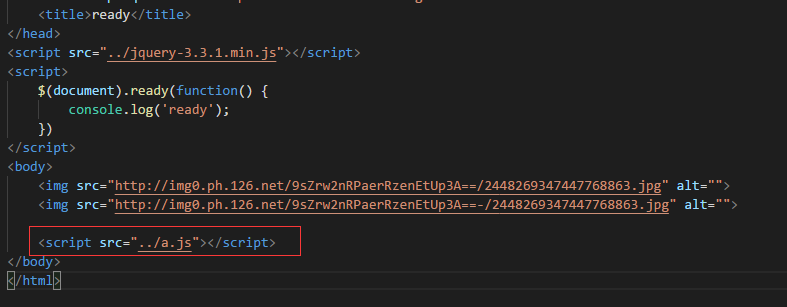 <title>ready</title>
</head>
<script src="../jquery-3.3.1.min.js"></script>
<script>
$(document).ready(function() {
console.log('ready');
})
</script>
<body>
<img src="http://img0.ph.126.net/9sZrw2nRPaerRzenEtUp3A==/2448269347447768863.jpg" alt="">
<img src="http://img0.ph.126.net/9sZrw2nRPaerRzenEtUp3A==-/2448269347447768863.jpg" alt="">
<script src="../a.js"></script>
</body>
</html>